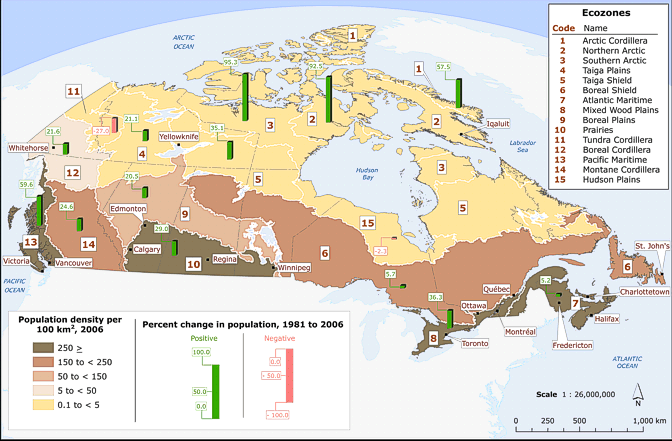 ARCTIC
OCEAN
95.3
92.5
1
57.5
1
11
-27.0
21.1
35.1
3
2
2
Iqaluit
21.6
Whitehorse
Yellowknife
4
Labrador
Sea
12
20.5
5
Hudson
Bay
3
59.6
24.6
Edmonton
29.0
9
15
-2.3
5
13
14
Calgary
10
Regina
Winnipeg
6
5.7
Victoria
Vancouver
PACIFIC
OCEAN
36.3
Ottawa
Québec
5.2
7
6
St. John's
Charlottetown
Halifax
Fredericton
Montréal
8
Toronto
ATLANTIC
OCEAN
Ecozones
Code Name
1 Arctic Cordillera
2 Northern Arctic
3 Southern Arctic
4 Taiga Plains
5 Taiga Shield
6 Boreal Shield
7 Atlantic Maritime
8 Mixed Wood Plains
9 Boreal Plains
10 Prairies
11 Tundra Cordillera
12 Boreal Cordillera
13 Pacific Maritime
14 Montane Cordillera
15 Hudson Plains
Population density per
100 km², 2006
250 ≥
150 to < 250
50 to < 150
5 to < 50
0.1 to < 5
Percent change in population, 1981 to 2006
Positive
100.0
50.0
0.0
Negative
0.0
- 50.0
- 100.0
Scale 1 : 26,000,000
N
0 500 1,000 km